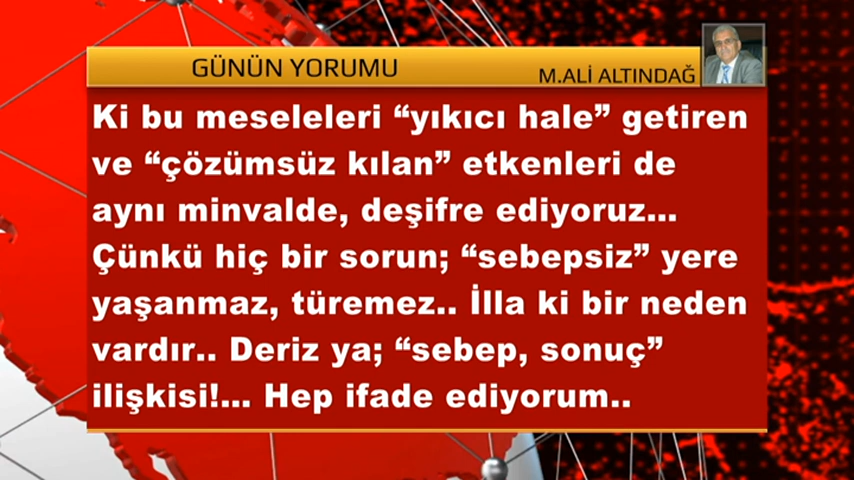 GÜNÜN YORUMU
M.ALİ ALTINDAĞ
Ki bu meseleleri “yıkıcı hale” getiren
ve “çözümsüz kılan” etkenleri de
aynı minvalde, deşifre ediyoruz...
Çünkü hiç bir sorun; “sebepsiz” yere
yaşanmaz, türemez.. İlla ki bir neden
vardır.. Deriz ya; “sebep, sonuç”
ilişkisi!... Hep ifade ediyorum..